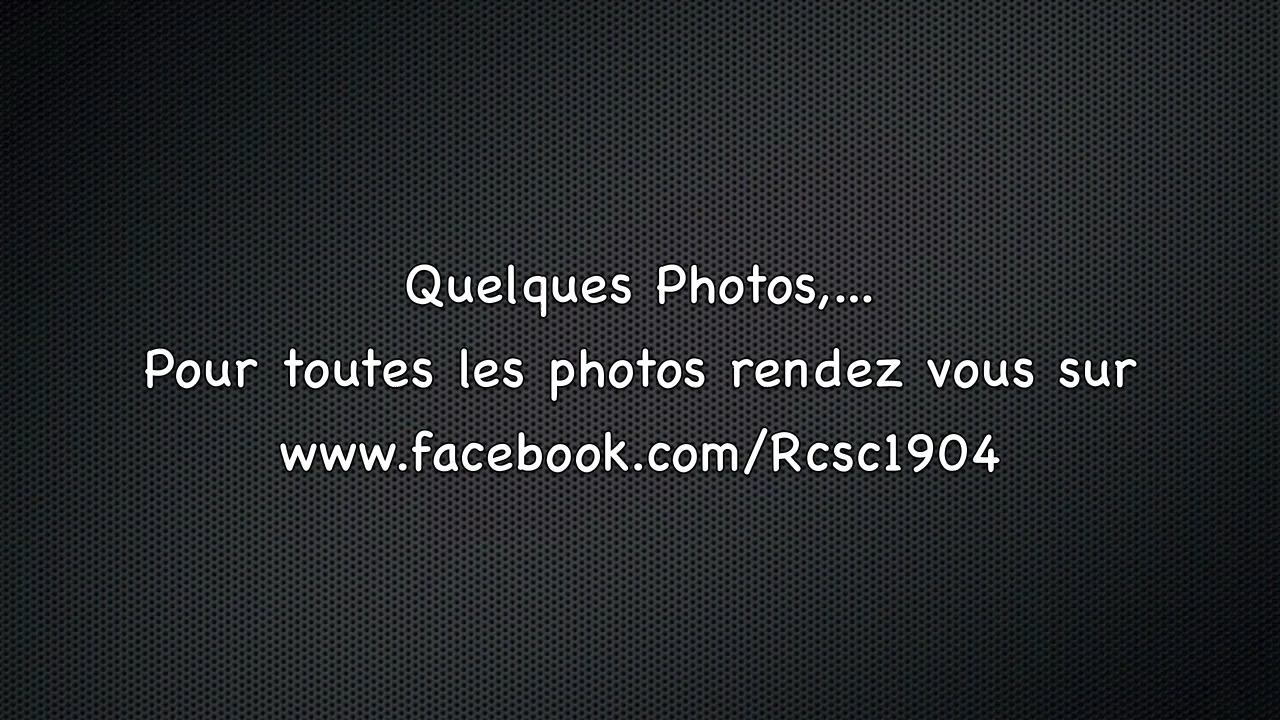 Quelques Photos,...
Pour toutes les photos rendez vous sur
www.facebook.com/Rcsc1904